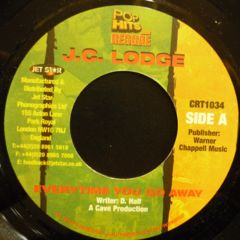 POP
HITS
REGGAE
J.C. LODGE
JET STAR
Manufactured &
Distributed By
Jet Star
Phonographics Ltd
155 Acton Lane
Park Royal
London NW10 7NJ
England
CRT1034
SIDE A
Publisher:
Warner
Chappell Music
EVERYTIME YOU GO AWAY
Writer: D. Hall
A Cave Production